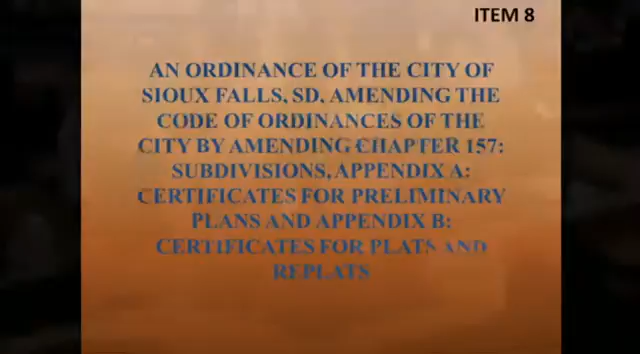 ITEM 8
AN ORDINANCE OF THE CITY OF
SIOUX FALLS, SD, AMENDING THE
CODE OF ORDINANCES OF THE
CITY BY AMENDING CHAPTER 157:
SUBDIVISIONS, APPENDIX A:
CERTIFICATES FOR PRELIMINARY
PLANS AND APPENDIX B:
CERTIFICATES FOR PLATS AND
REPLATS